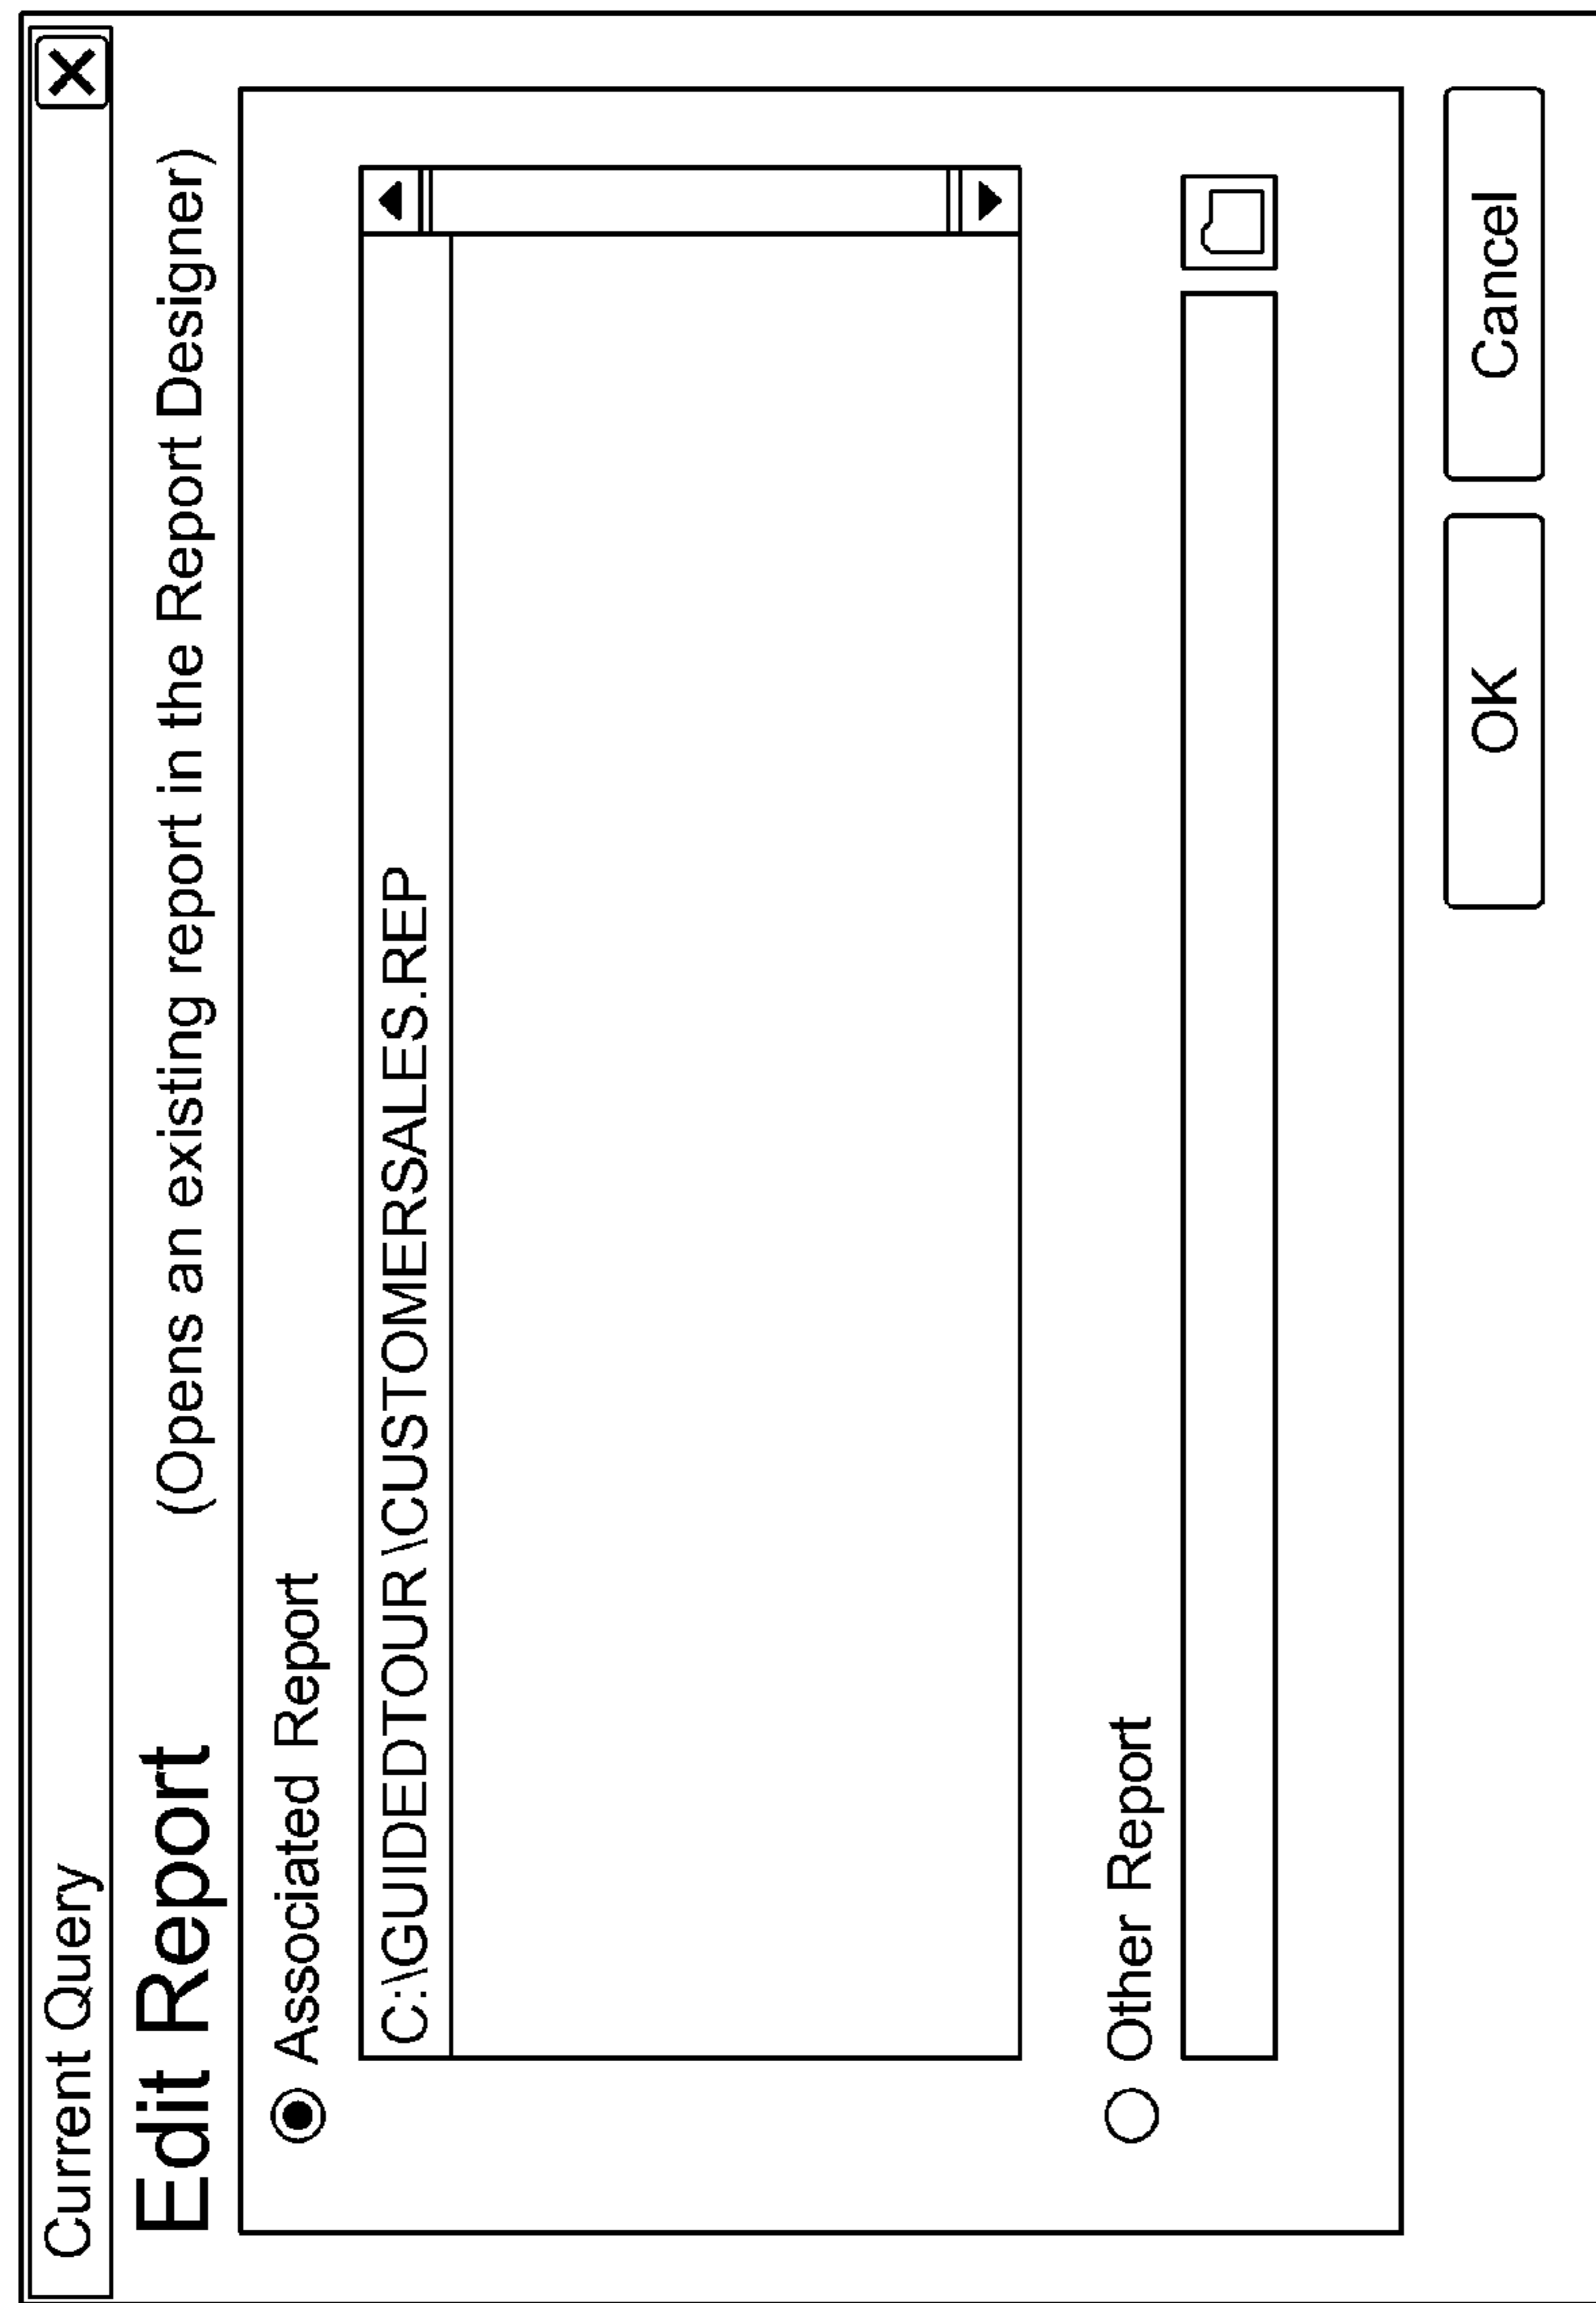 Current Query
Edit Report (Opens an existing report in the Report Designer)
Associated Report
C:\GUIDEDTOUR\CUSTOMERSALES.REP
Other Report
OK Cancel